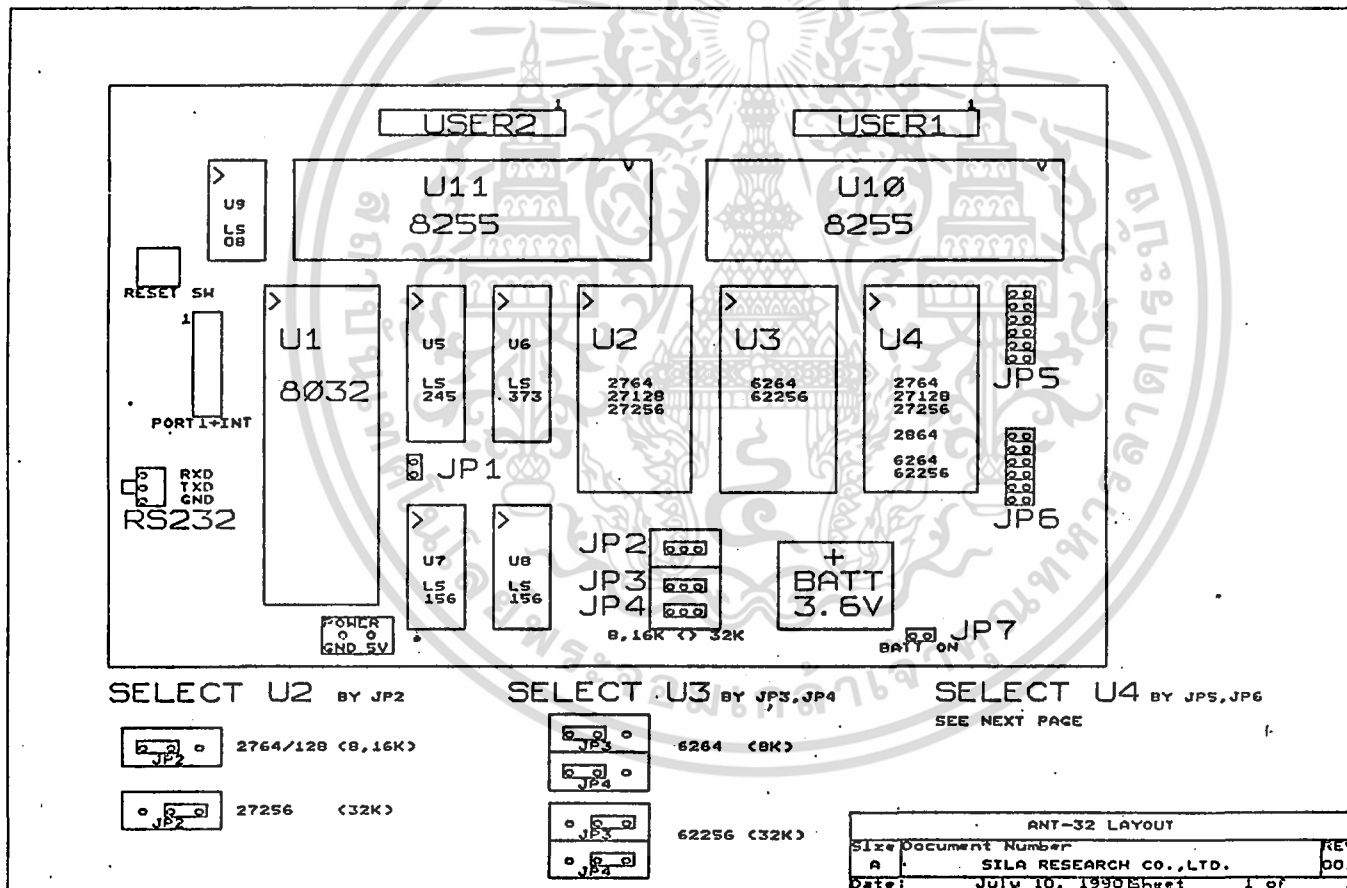 1
1
USER2
USER1
U11
8255
U10
8255
U9
LS
08
RESET SW
1
PORT1+INT
U1
8032
U5
LS
245
U6
LS
373
U2
2764
27128
27256
U3
6264
62256
U4
2764
27128
27256
2864
6264
62256
JP5
JP6
JP1
RXD
TXD
GND
RS232
U7
LS
156
U8
LS
156
JP2
JP3
JP4
8,16K <> 32K
+
BATT
3.6V
JP7
BATT ON
POWER
GND 5V
SELECT U2 BY JP2
SELECT U3 BY JP3,JP4
SELECT U4 BY JP5,JP6
SEE NEXT PAGE
JP2
2764/128 <8,16K>
JP2
27256 <32K>
JP3
6264 <8K>
JP4
JP3
62256 <32K>
JP4
ANT-32 LAYOUT
Size Document Number
A SILA RESEARCH CO.,LTD.
Date: July 10, 1990 Sheet 1 of